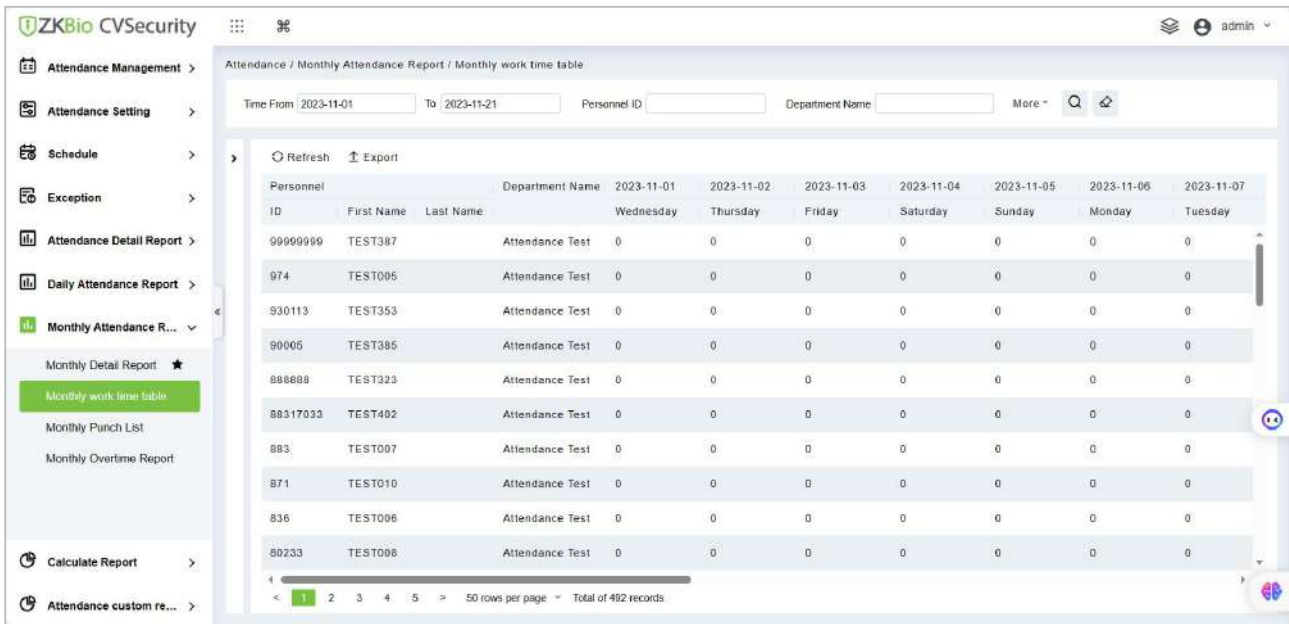 ZKBio CVSecurity
admin
Attendance Management
Attendance Setting
Schedule
Exception
Attendance Detail Report
Daily Attendance Report
Monthly Attendance R...
Monthly Detail Report
Monthly work time table
Monthly Punch List
Monthly Overtime Report
Calculate Report
Attendance custom re...
Attendance / Monthly Attendance Report / Monthly work time table
Time From 2023-11-01 To 2023-11-21 Personnel ID Department Name More
Refresh Export
Personnel Department Name 2023-11-01 2023-11-02 2023-11-03 2023-11-04 2023-11-05 2023-11-06 2023-11-07
ID First Name Last Name Wednesday Thursday Friday Saturday Sunday Monday Tuesday
99999999 TEST387 Attendance Test 0 0 0 0 0 0 0
974 TEST005 Attendance Test 0 0 0 0 0 0 0
930113 TEST353 Attendance Test 0 0 0 0 0 0 0
90005 TEST385 Attendance Test 0 0 0 0 0 0 0
888888 TEST323 Attendance Test 0 0 0 0 0 0 0
88317033 TEST402 Attendance Test 0 0 0 0 0 0 0
883 TEST007 Attendance Test 0 0 0 0 0 0 0
871 TEST010 Attendance Test 0 0 0 0 0 0 0
836 TEST006 Attendance Test 0 0 0 0 0 0 0
80233 TEST008 Attendance Test 0 0 0 0 0 0 0
< 1 2 3 4 5 > 50 rows per page Total of 492 records